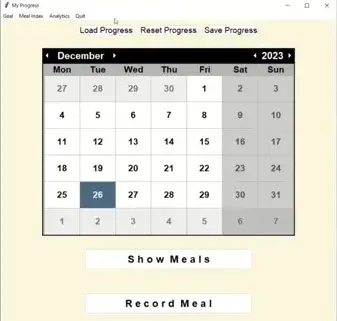 My Progress
Goal Meal Index Analytics Quit
Load Progress Reset Progress Save Progress
December 2023
Mon Tue Wed Thu Fri Sat Sun
27 28 29 30 1 2 3
4 5 6 7 8 9 10
11 12 13 14 15 16 17
18 19 20 21 22 23 24
25 26 27 28 29 30 31
1 2 3 4 5 6 7
Show Meals
Record Meal